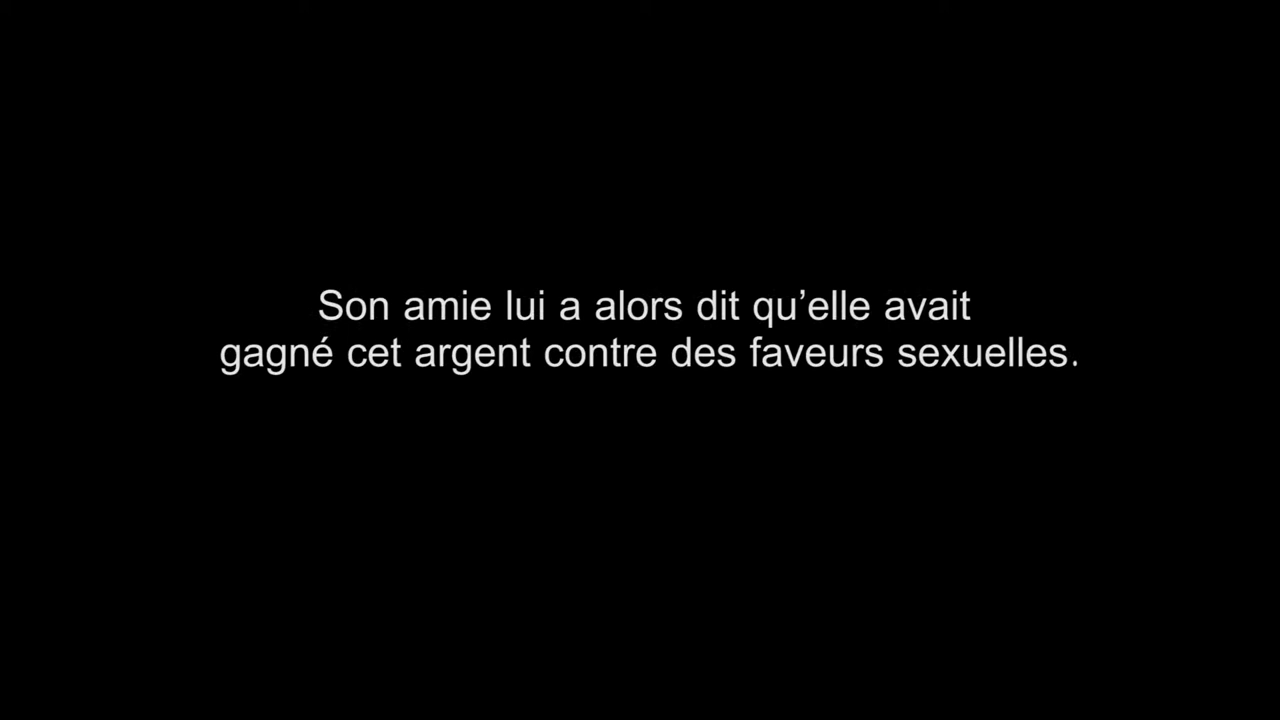 Son amie lui a alors dit qu’elle avait
gagné cet argent contre des faveurs sexuelles.